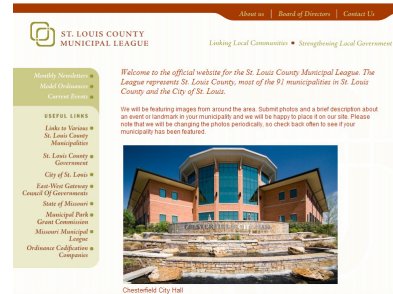 About us | Board of Directors | Contact Us
ST. LOUIS COUNTY
MUNICIPAL LEAGUE
Linking Local Communities • Strengthening Local Government
Monthly Newsletters
Model Ordinances
Current Events
USEFUL LINKS
Links to Various
St. Louis County
Municipalities
St. Louis County
Government
City of St. Louis
East-West Gateway
Council Of Governments
State of Missouri
Municipal Park
Grant Commission
Missouri Municipal
League
Ordinance Codification
Companies
Welcome to the official website for the St. Louis County Municipal League. The
League represents St. Louis County, most of the 91 municipalities in St. Louis
County and the City of St. Louis.
We will be featuring images from around the area. Submit photos and a brief description about
an event or landmark in your municipality and we will be happy to place it on our site. Please
note that we will be changing the photos periodically, so check back often to see if your
municipality has been featured.
CHESTERFIELD CITY HALL
Chesterfield City Hall